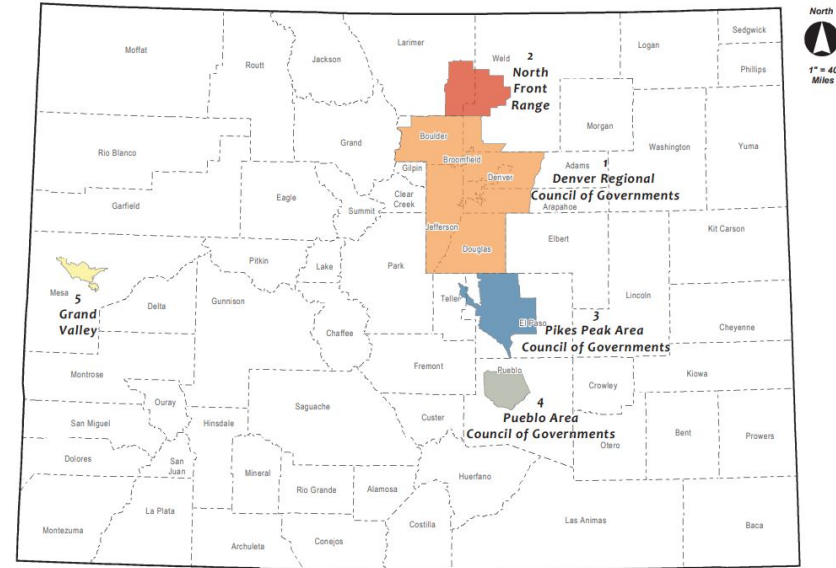 North
1" = 40
Miles
Moffat
Routt
Jackson
Larimer
2
Weld
North
Front
Range
Logan
Sedgwick
Phillips
Rio Blanco
Grand
Boulder
Broomfield
Gilpin
Denver
Morgan
Washington
Yuma
Adams
1
Denver Regional
Council of Governments
Arapahoe
Garfield
Eagle
Summit
Clear
Creek
Jefferson
Douglas
Elbert
Kit Carson
Pitkin
Lake
Park
Lincoln
Mesa
5
Grand
Valley
Delta
Gunnison
Chaffee
Teller
El Paso
3
Pikes Peak Area
Council of Governments
Cheyenne
Montrose
Fremont
Pueblo
Crowley
Kiowa
Ouray
San Miguel
Hinsdale
Saguache
Custer
4
Pueblo Area
Council of Governments
Otero
Bent
Prowers
Dolores
San
Juan
Mineral
Rio Grande
Alamosa
Huerfano
Montezuma
La Plata
Archuleta
Conejos
Costilla
Las Animas
Baca